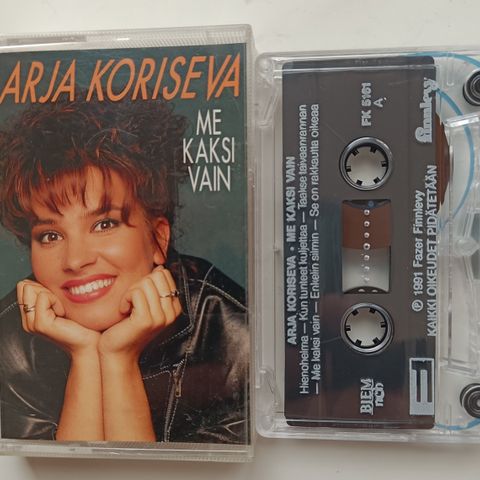 ARJA KORISEVA
ME
KAKSI
VAIN
ARJA KORISEVA • ME KAKSI VAIN
Hienohelma — Kun tunteet kuljettaa — Taakse taivaanrannan
— Me kaksi vain — Enkelin silmin — Se on rakkautta oikeaa
FK 5161
A
BIEM
ncb
finnlevy
℗ 1991 Fazer Finnlevy
KAIKKI OIKEUDET PIDÄTETÄÄN